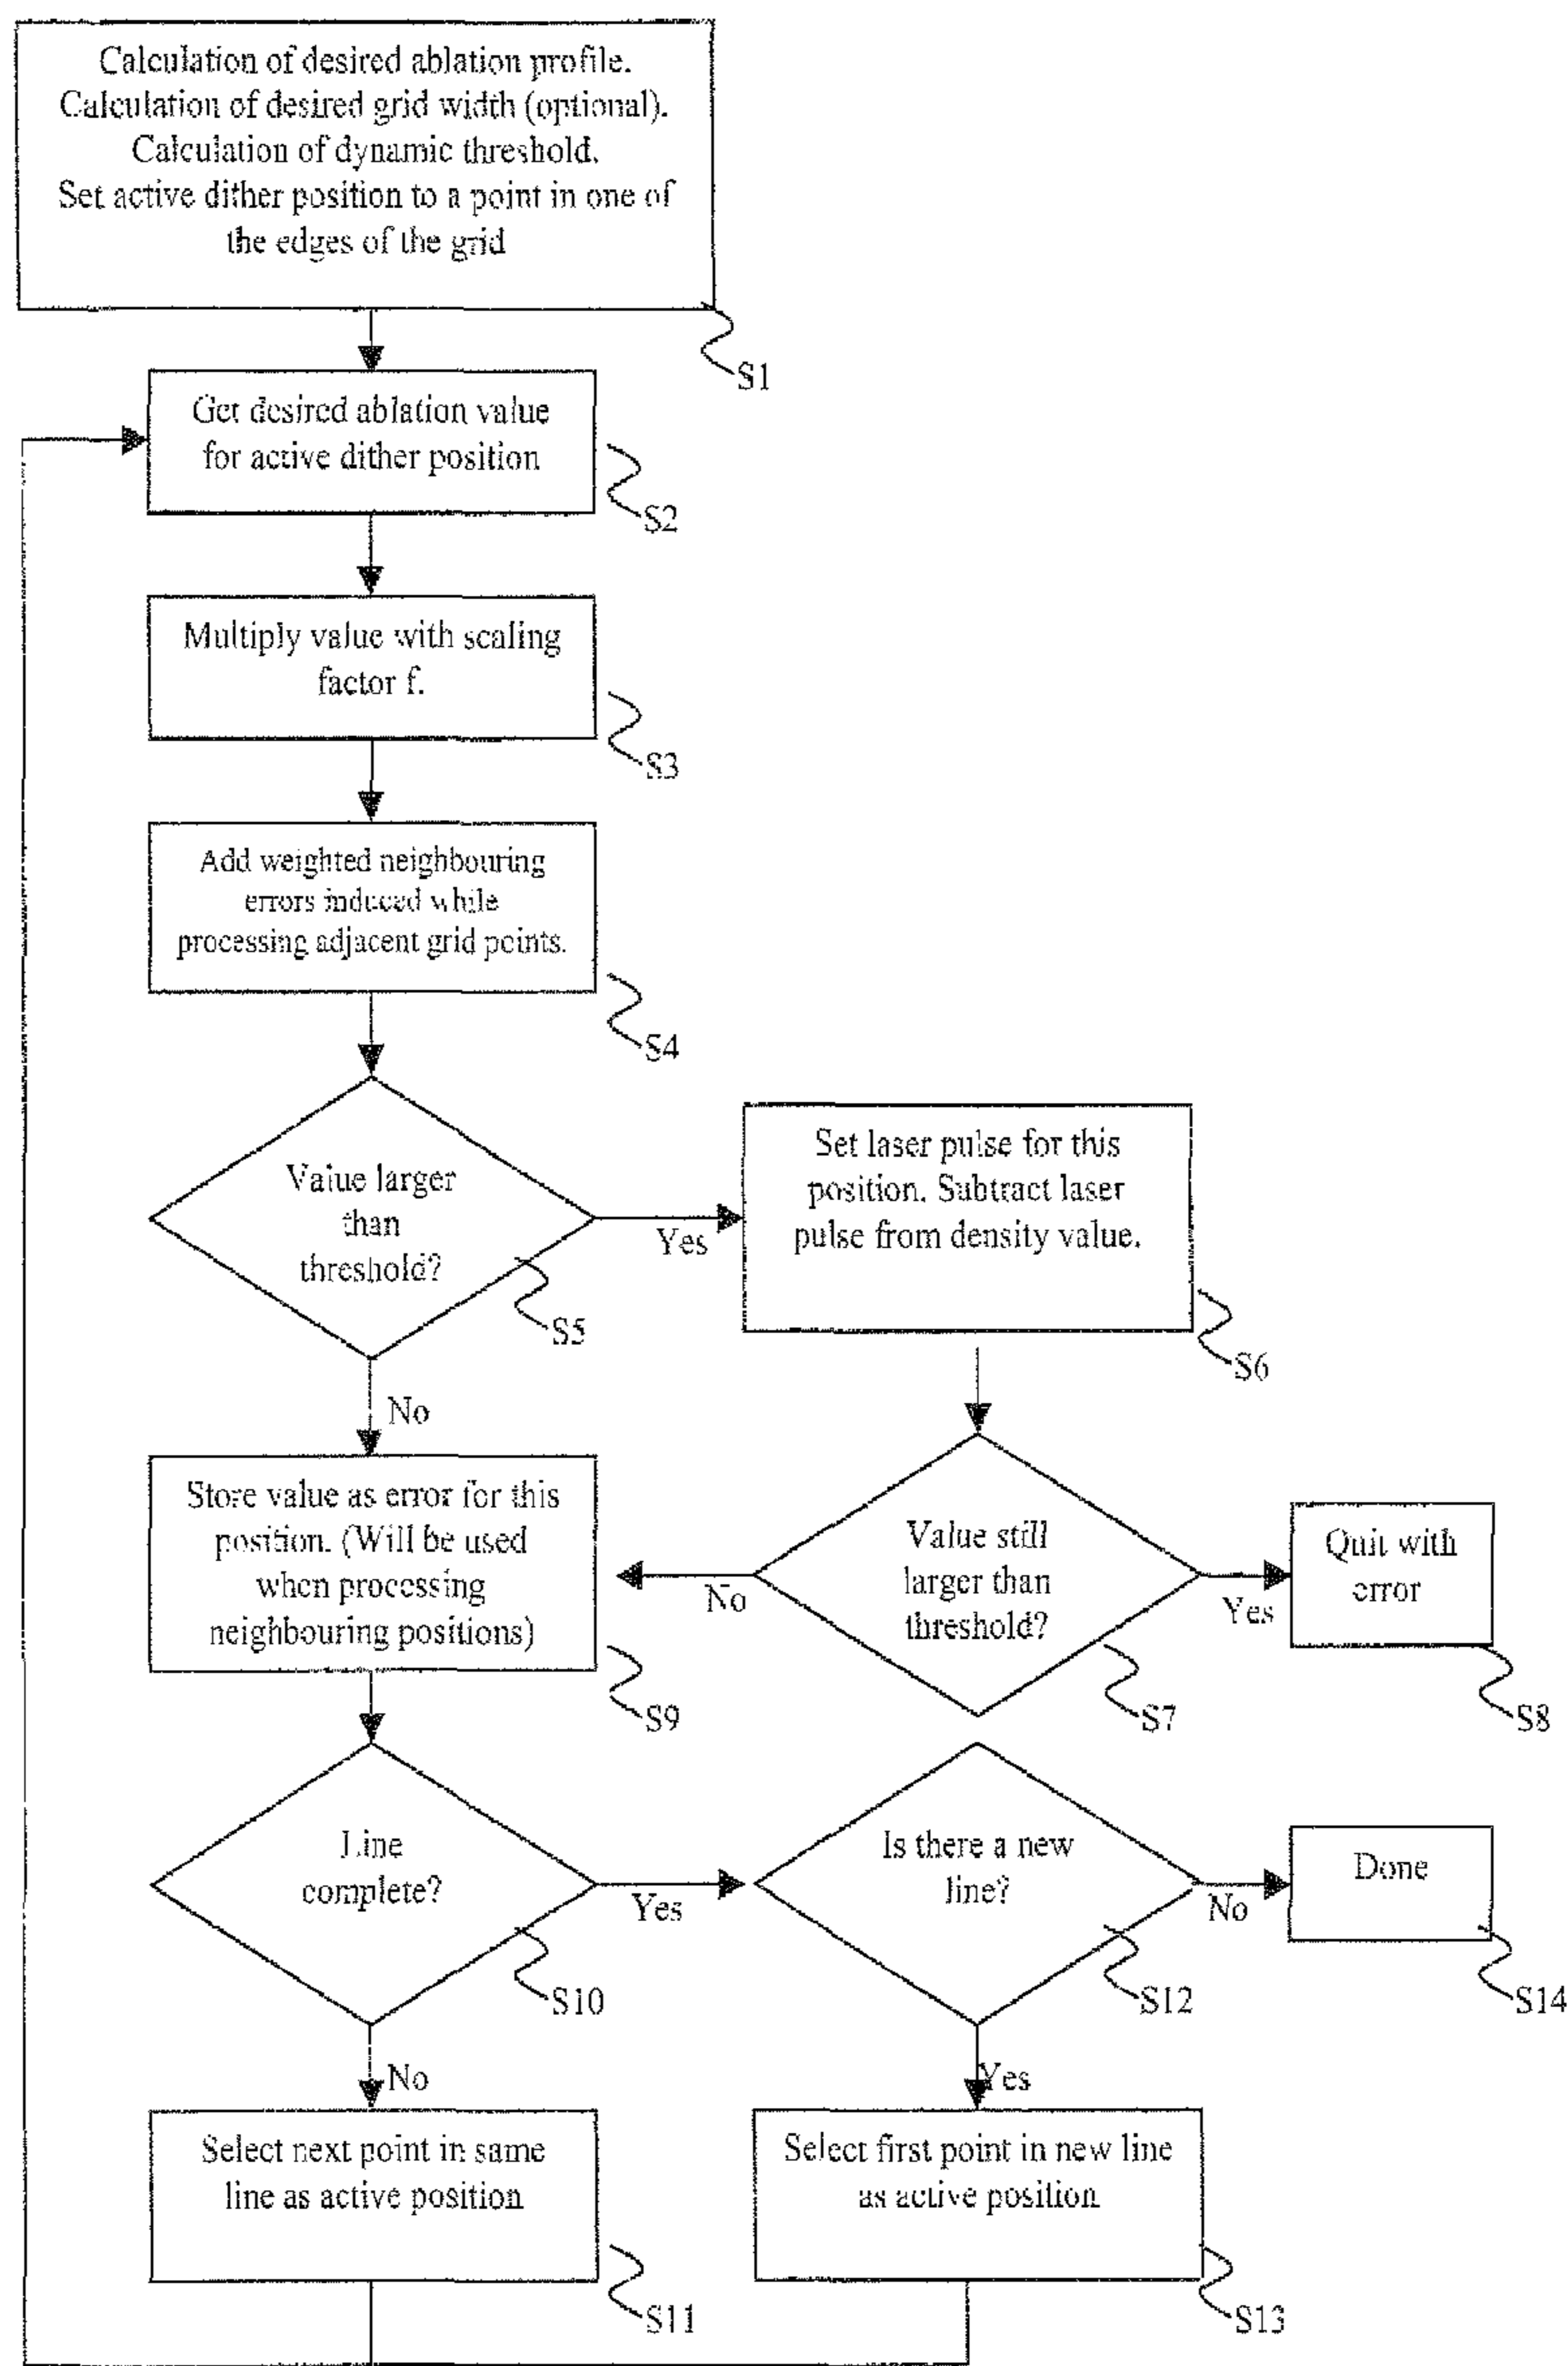 Calculation of desired ablation profile.
Calculation of desired grid width (optional).
Calculation of dynamic threshold.
Set active dither position to a point in one of
the edges of the grid
S1
Get desired ablation value
for active dither position
S2
Multiply value with scaling
factor f.
S3
Add weighted neighbouring
errors induced while
processing adjacent grid points.
S4
Value larger
than
threshold?
S5
Yes
Set laser pulse for this
position. Subtract laser
pulse from density value.
S6
No
Store value as error for this
position. (Will be used
when processing
neighbouring positions)
S9
Value still
larger than
threshold?
S7
No
Yes
Quit with
error
S8
Line
complete?
S10
Yes
Is there a new
line?
S12
No
Done
S14
No
Select next point in same
line as active position
S11
Yes
Select first point in new line
as active position
S13